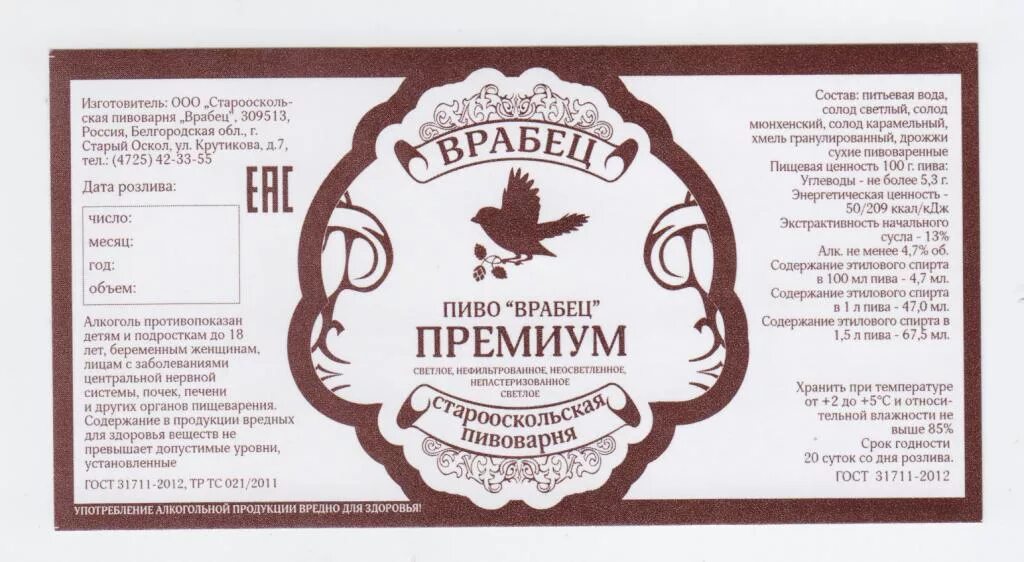 Изготовитель: ООО „Старооскольс-
кая пивоварня „Врабец", 309513,
Россия, Белгородская обл., г.
Старый Оскол, ул. Крутикова, д.7,
тел.: (4725) 42-33-55
Дата розлива:
EAC
число:
месяц:
год:
объем:
Алкоголь противопоказан
детям и подросткам до 18
лет, беременным женщинам,
лицам с заболеваниями
центральной нервной
системы, почек, печени
и других органов пищеварения.
Содержание в продукции вредных
для здоровья веществ не
превышает допустимые уровни,
установленные
ГОСТ 31711-2012, ТР ТС 021/2011
УПОТРЕБЛЕНИЕ АЛКОГОЛЬНОЙ ПРОДУКЦИИ ВРЕДНО ДЛЯ ЗДОРОВЬЯ!
ВРАБЕЦ
ПИВО "ВРАБЕЦ"
ПРЕМИУМ
СВЕТЛОЕ, НЕФИЛЬТРОВАННОЕ, НЕОСВЕТЛЕННОЕ,
НЕПАСТЕРИЗОВАННОЕ
СВЕТЛОЕ
старооскольская
пивоварня
Состав: питьевая вода,
солод светлый, солод
мюнхенский, солод карамельный,
хмель гранулированный, дрожжи
сухие пивоваренные
Пищевая ценность 100 г. пива:
Углеводы - не более 5,3 г.
Энергетическая ценность -
50/209 ккал/кДж
Экстрактивность начального
сусла - 13%
Алк. не менее 4,7% об.
Содержание этилового спирта
в 100 мл пива - 4,7 мл.
Содержание этилового спирта
в 1 л пива - 47,0 мл.
Содержание этилового спирта в
1,5 л пива - 67,5 мл.
Хранить при температуре
от +2 до +5°С и относи-
тельной влажности не
выше 85%
Срок годности
20 суток со дня розлива.
ГОСТ 31711-2012